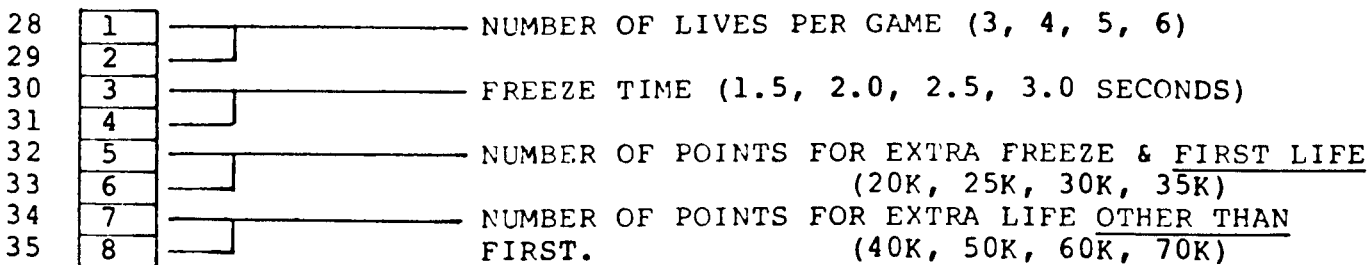 28 1 NUMBER OF LIVES PER GAME (3, 4, 5, 6)
29 2
30 3 FREEZE TIME (1.5, 2.0, 2.5, 3.0 SECONDS)
31 4
32 5 NUMBER OF POINTS FOR EXTRA FREEZE & FIRST LIFE
33 6 (20K, 25K, 30K, 35K)
34 7 NUMBER OF POINTS FOR EXTRA LIFE OTHER THAN
35 8 FIRST. (40K, 50K, 60K, 70K)